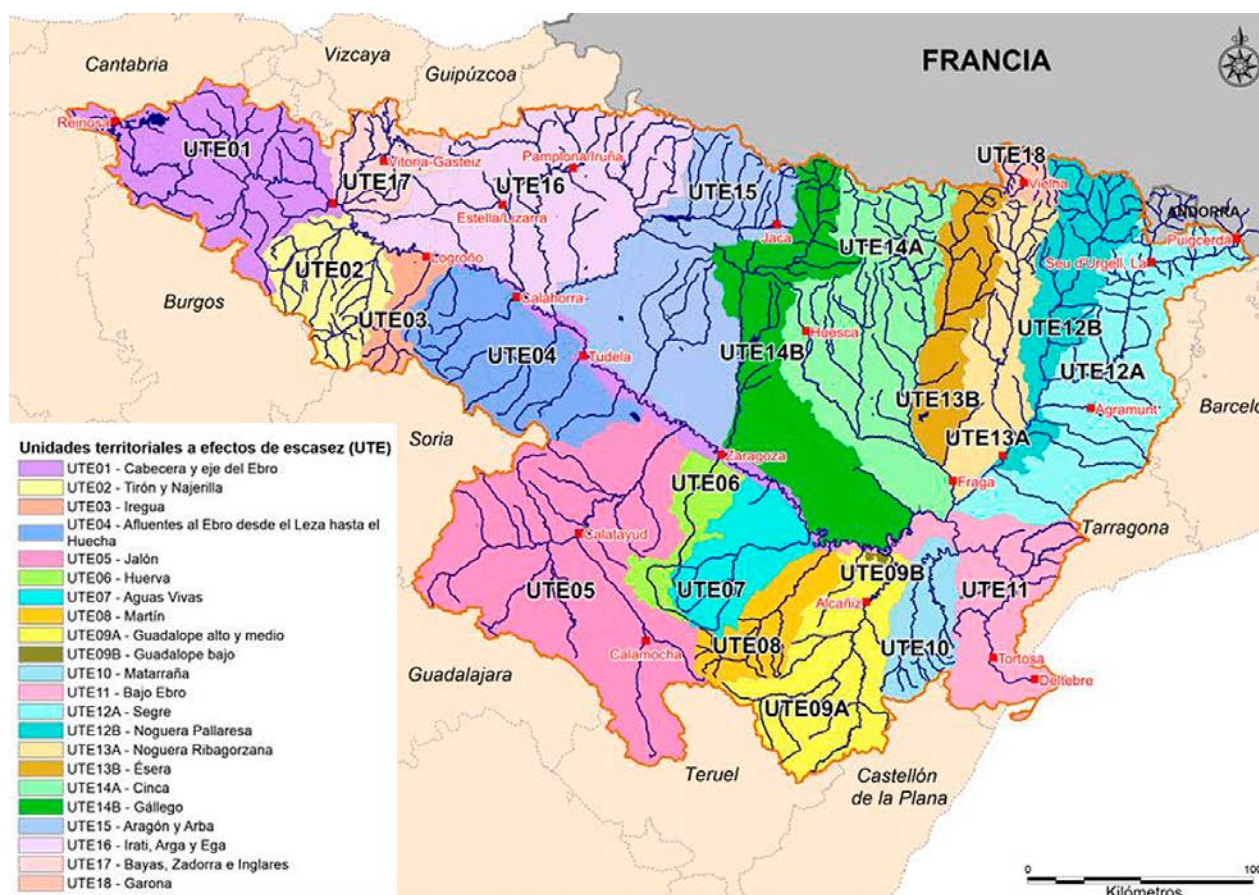 FRANCIA
Cantabria
Vizcaya
Guipúzcoa
Reinosa
UTE01
Vitoria-Gasteiz
UTE17
Pamplona/Iruña
UTE16
Estella/Lizarra
UTE15
Jaca
UTE18
Vielha
ANDORRA
Puigcerdà
Seu d'Urgell, La
UTE14A
UTE02
Logroño
Burgos
UTE03
Calahorra
UTE04
Tudela
Huesca
UTE14B
UTE12B
UTE12A
UTE13B
Agramunt
Barcelo
UTE13A
Soria
Zaragoza
UTE06
Fraga
Tarragona
Calatayud
UTE05
UTE07
UTE09B
Alcañiz
UTE11
UTE08
UTE10
Calamocha
Tortosa
Deltebre
Guadalajara
UTE09A
Teruel
Castellón
de la Plana
Unidades territoriales a efectos de escasez (UTE)
UTE01 - Cabecera y eje del Ebro
UTE02 - Tirón y Najerilla
UTE03 - Iregua
UTE04 - Afluentes al Ebro desde el Leza hasta el
Huecha
UTE05 - Jalón
UTE06 - Huerva
UTE07 - Aguas Vivas
UTE08 - Martín
UTE09A - Guadalope alto y medio
UTE09B - Guadalope bajo
UTE10 - Matarraña
UTE11 - Bajo Ebro
UTE12A - Segre
UTE12B - Noguera Pallaresa
UTE13A - Noguera Ribagorzana
UTE13B - Ésera
UTE14A - Cinca
UTE14B - Gállego
UTE15 - Aragón y Arba
UTE16 - Irati, Arga y Ega
UTE17 - Bayas, Zadorra e Inglares
UTE18 - Garona
0 100
Kilómetros